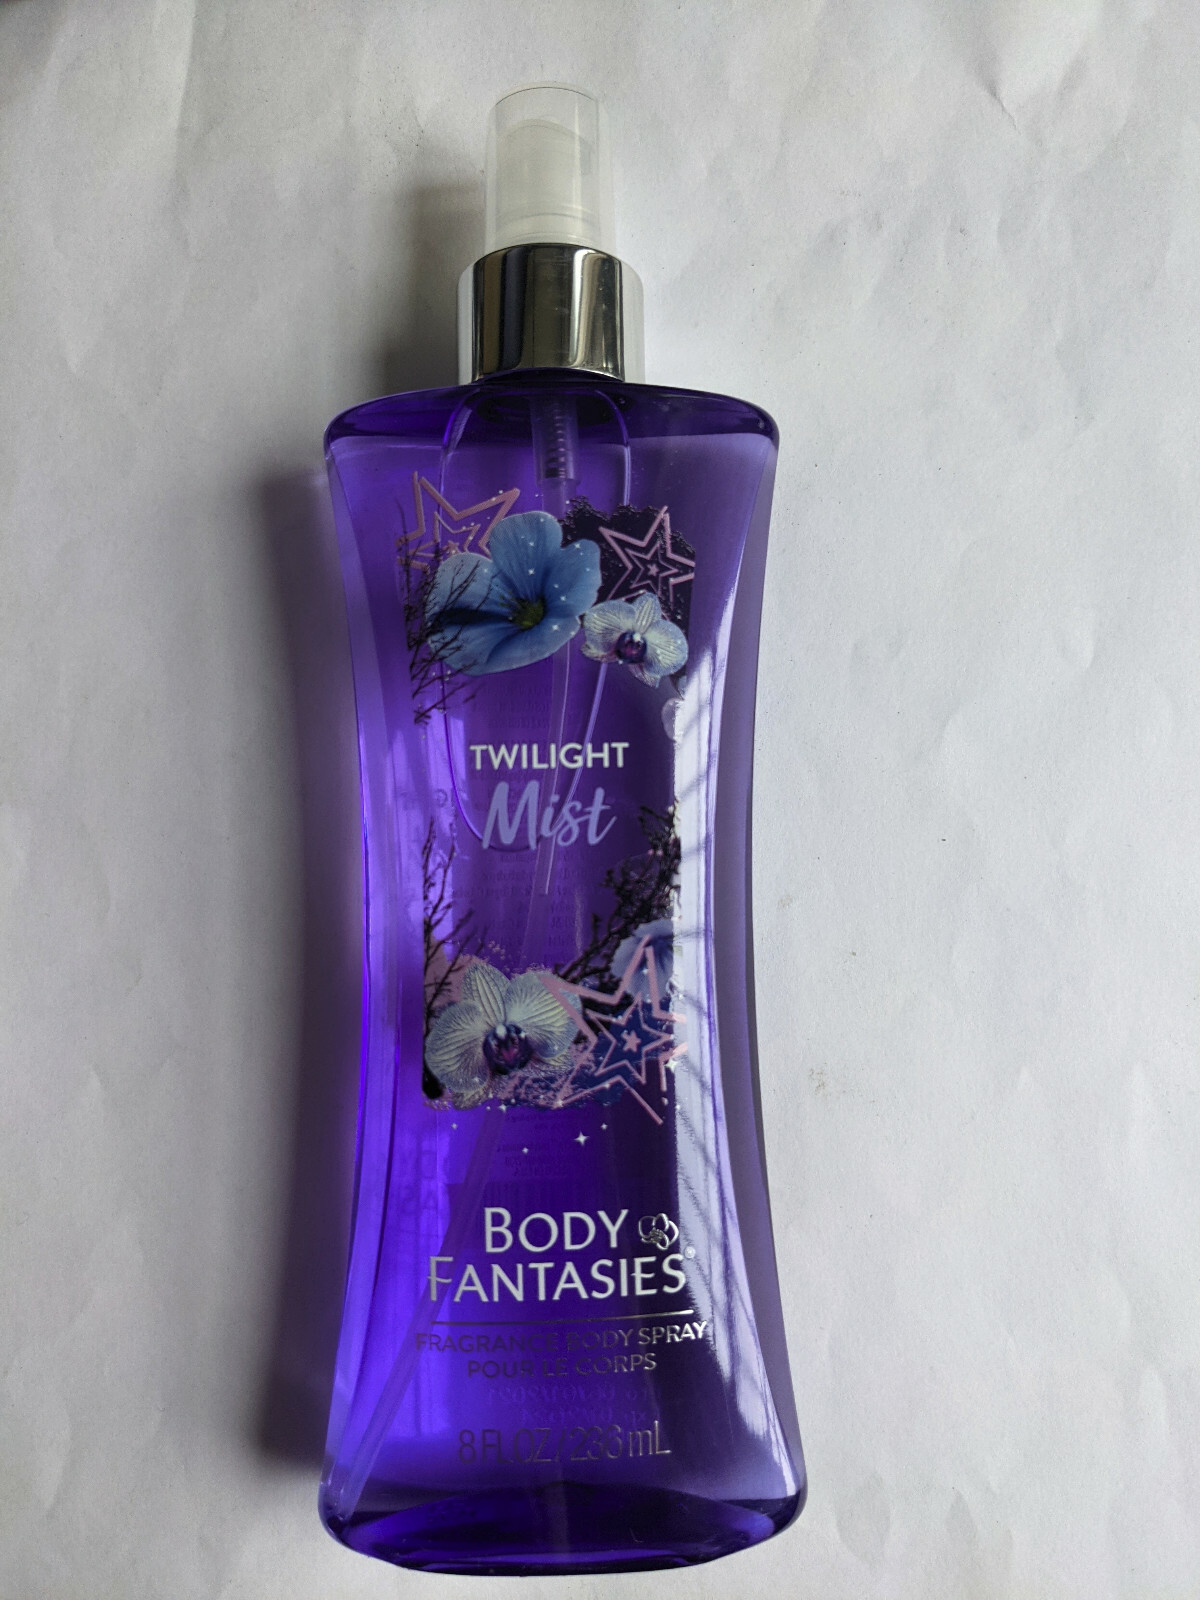 TWILIGHT
Mist
BODY
FANTASIES®
FRAGRANCE BODY SPRAY
POUR LE CORPS
8 FL OZ / 236 mL